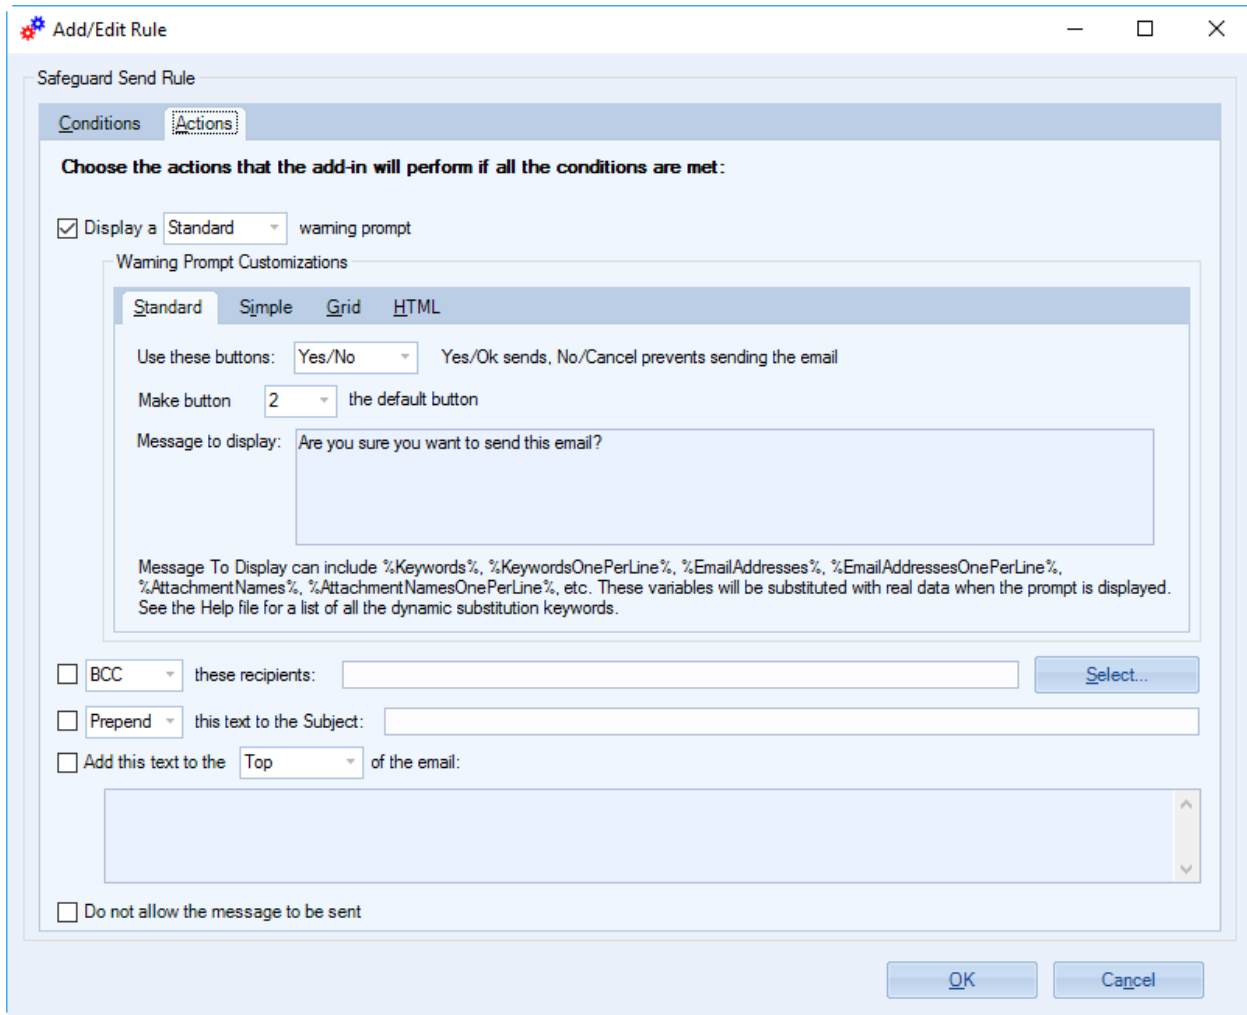 Add/Edit Rule
Safeguard Send Rule
Conditions Actions
Choose the actions that the add-in will perform if all the conditions are met:
Display a Standard warning prompt
Warning Prompt Customizations
Standard Simple Grid HTML
Use these buttons: Yes/No Yes/Ok sends, No/Cancel prevents sending the email
Make button 2 the default button
Message to display: Are you sure you want to send this email?
Message To Display can include %Keywords%, %KeywordsOnePerLine%, %EmailAddresses%, %EmailAddressesOnePerLine%,
%AttachmentNames%, %AttachmentNamesOnePerLine%, etc. These variables will be substituted with real data when the prompt is displayed.
See the Help file for a list of all the dynamic substitution keywords.
BCC these recipients: Select...
Prepend this text to the Subject:
Add this text to the Top of the email:
Do not allow the message to be sent
OK Cancel